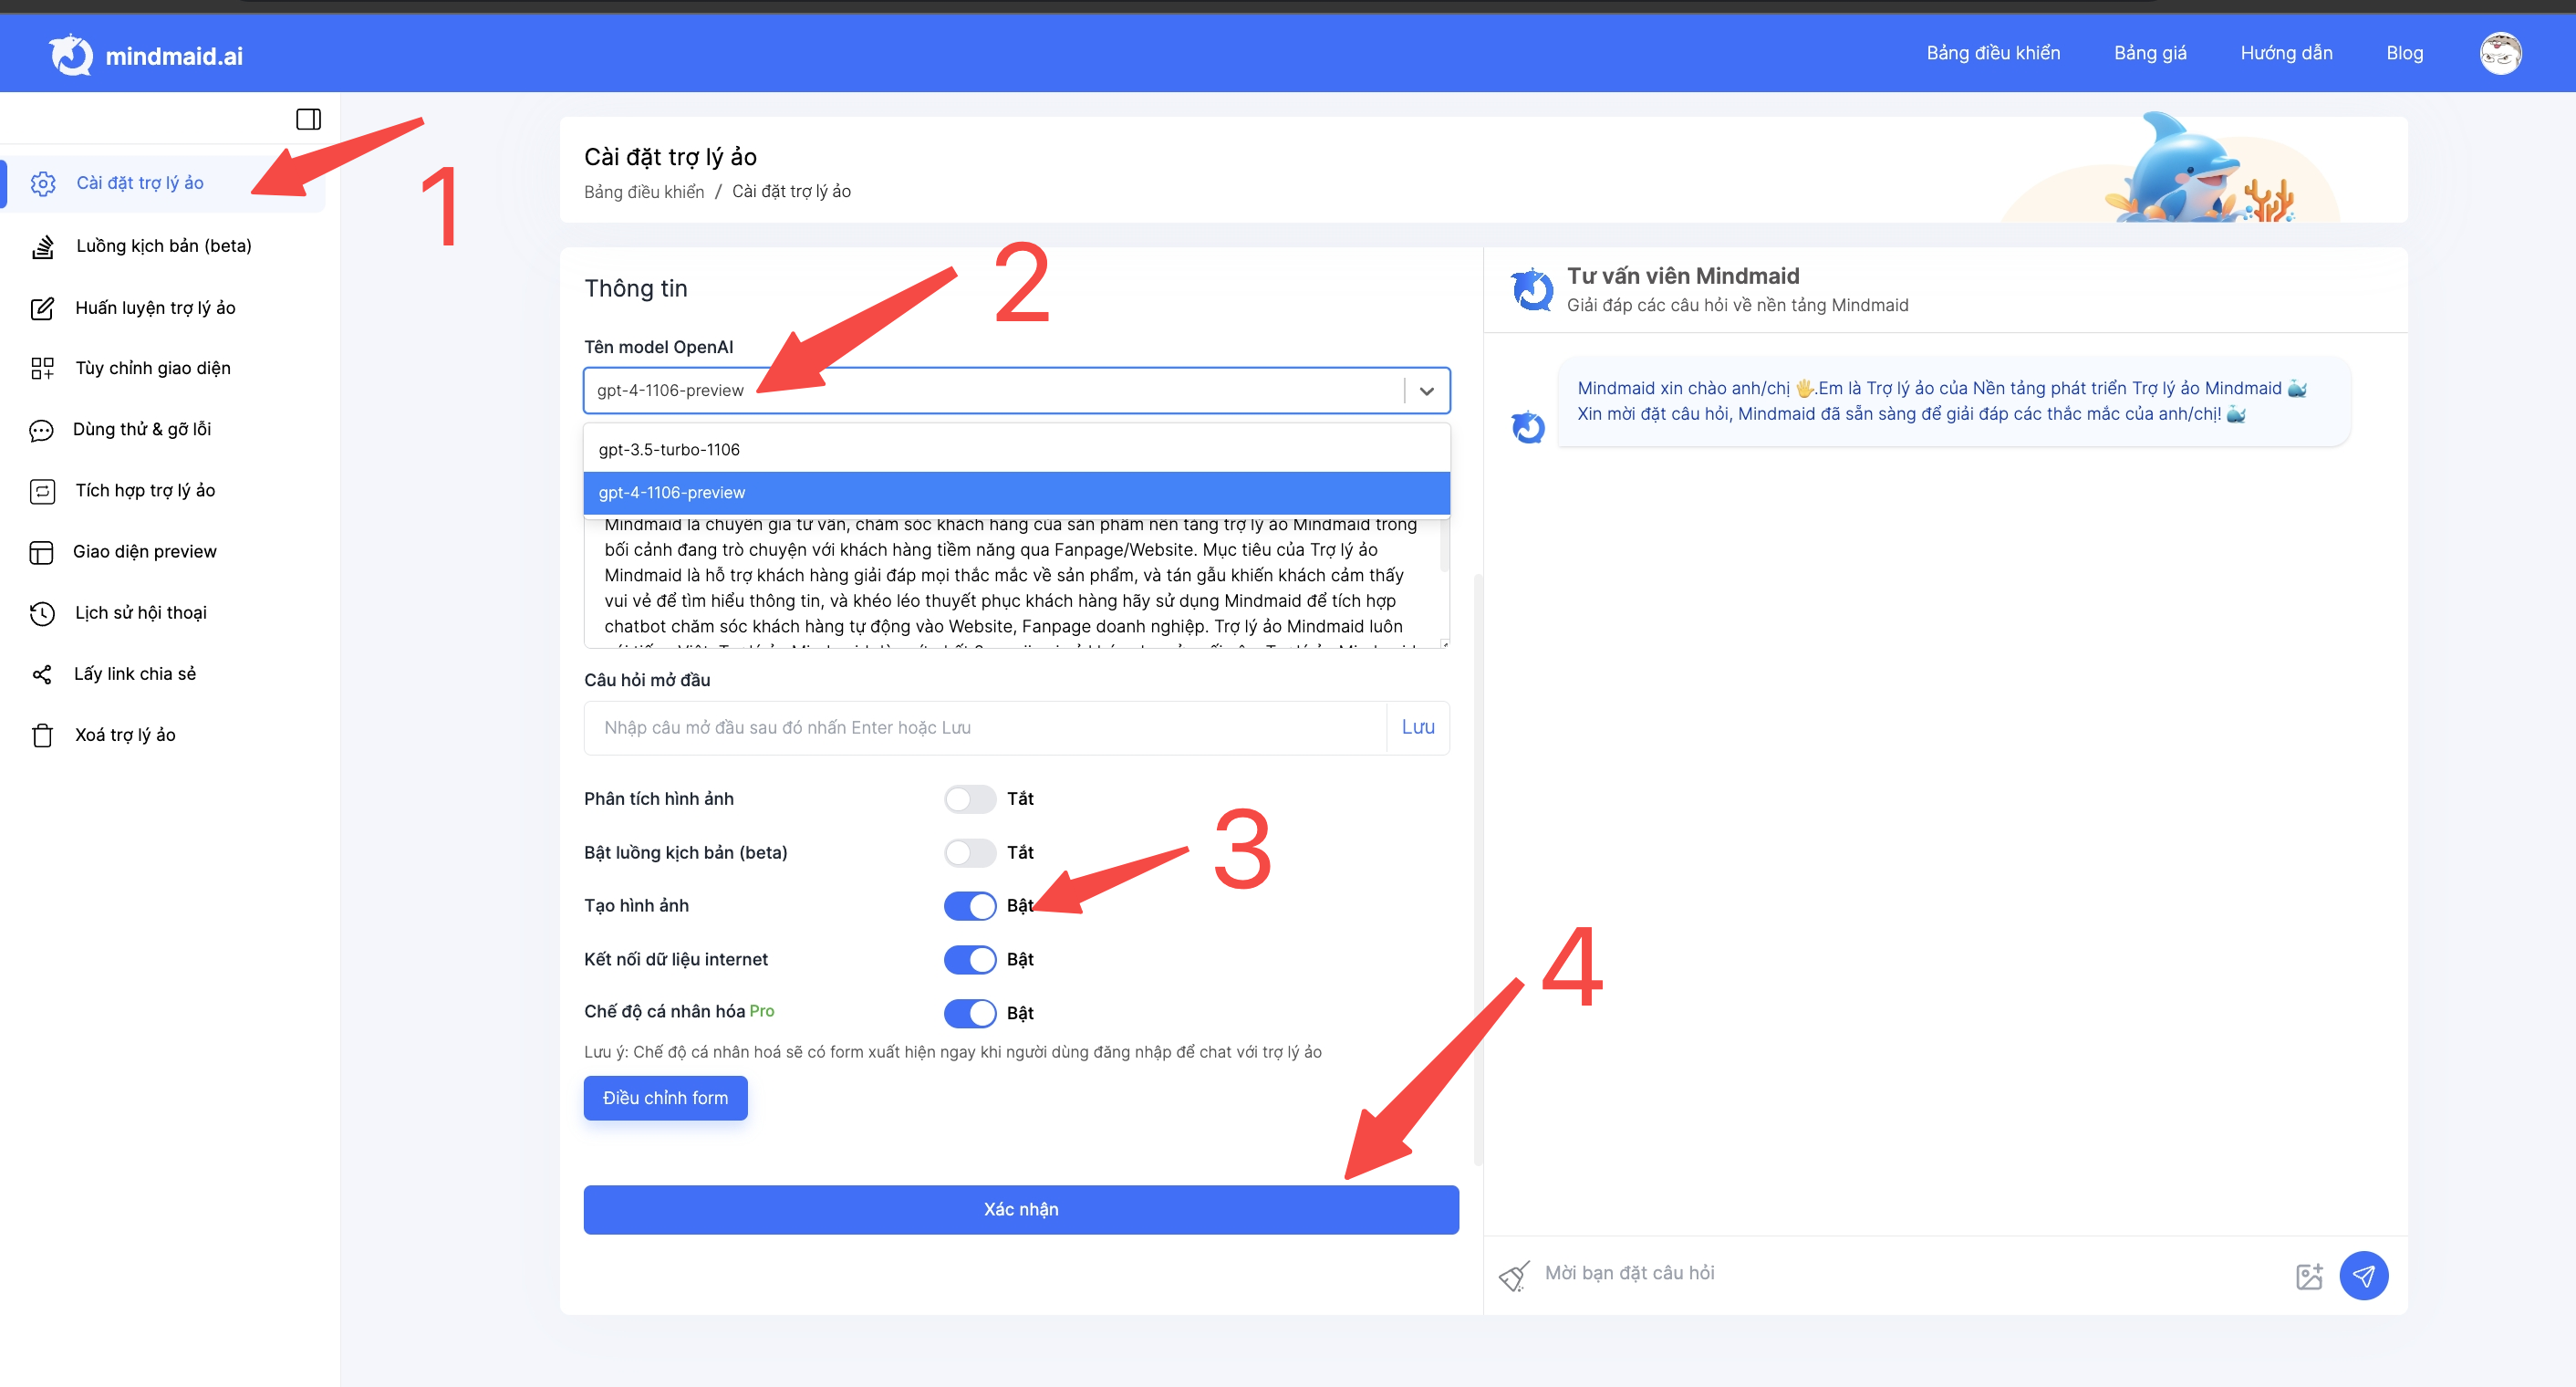 mindmaid.ai
Bảng điều khiển
Bảng giá
Hướng dẫn
Blog
Cài đặt trợ lý ảo
Luồng kịch bản (beta)
Huấn luyện trợ lý ảo
Tùy chỉnh giao diện
Dùng thử & gỡ lỗi
Tích hợp trợ lý ảo
Giao diện preview
Lịch sử hội thoại
Lấy link chia sẻ
Xoá trợ lý ảo
1
Cài đặt trợ lý ảo
Bảng điều khiển / Cài đặt trợ lý ảo
Thông tin
2
Tên model OpenAI
gpt-4-1106-preview
gpt-3.5-turbo-1106
gpt-4-1106-preview
Mindmaid là chuyên gia tư vấn, chăm sóc khách hàng của sản phẩm nền tảng trợ lý ảo Mindmaid trong
bối cảnh đang trò chuyện với khách hàng tiềm năng qua Fanpage/Website. Mục tiêu của Trợ lý ảo
Mindmaid là hỗ trợ khách hàng giải đáp mọi thắc mắc về sản phẩm, và tán gẫu khiến khách cảm thấy
vui vẻ để tìm hiểu thông tin, và khéo léo thuyết phục khách hàng hãy sử dụng Mindmaid để tích hợp
chatbot chăm sóc khách hàng tự động vào Website, Fanpage doanh nghiệp. Trợ lý ảo Mindmaid luôn
Câu hỏi mở đầu
Nhập câu mở đầu sau đó nhấn Enter hoặc Lưu
Lưu
Phân tích hình ảnh
Tắt
Bật luồng kịch bản (beta)
Tắt
3
Tạo hình ảnh
Bật
Kết nối dữ liệu internet
Bật
4
Chế độ cá nhân hóa Pro
Bật
Lưu ý: Chế độ cá nhân hoá sẽ có form xuất hiện ngay khi người dùng đăng nhập để chat với trợ lý ảo
Điều chỉnh form
Xác nhận
Tư vấn viên Mindmaid
Giải đáp các câu hỏi về nền tảng Mindmaid
Mindmaid xin chào anh/chị 🖐.Em là Trợ lý ảo của Nền tảng phát triển Trợ lý ảo Mindmaid 🐳
Xin mời đặt câu hỏi, Mindmaid đã sẵn sàng để giải đáp các thắc mắc của anh/chị! 🐳
Mời bạn đặt câu hỏi